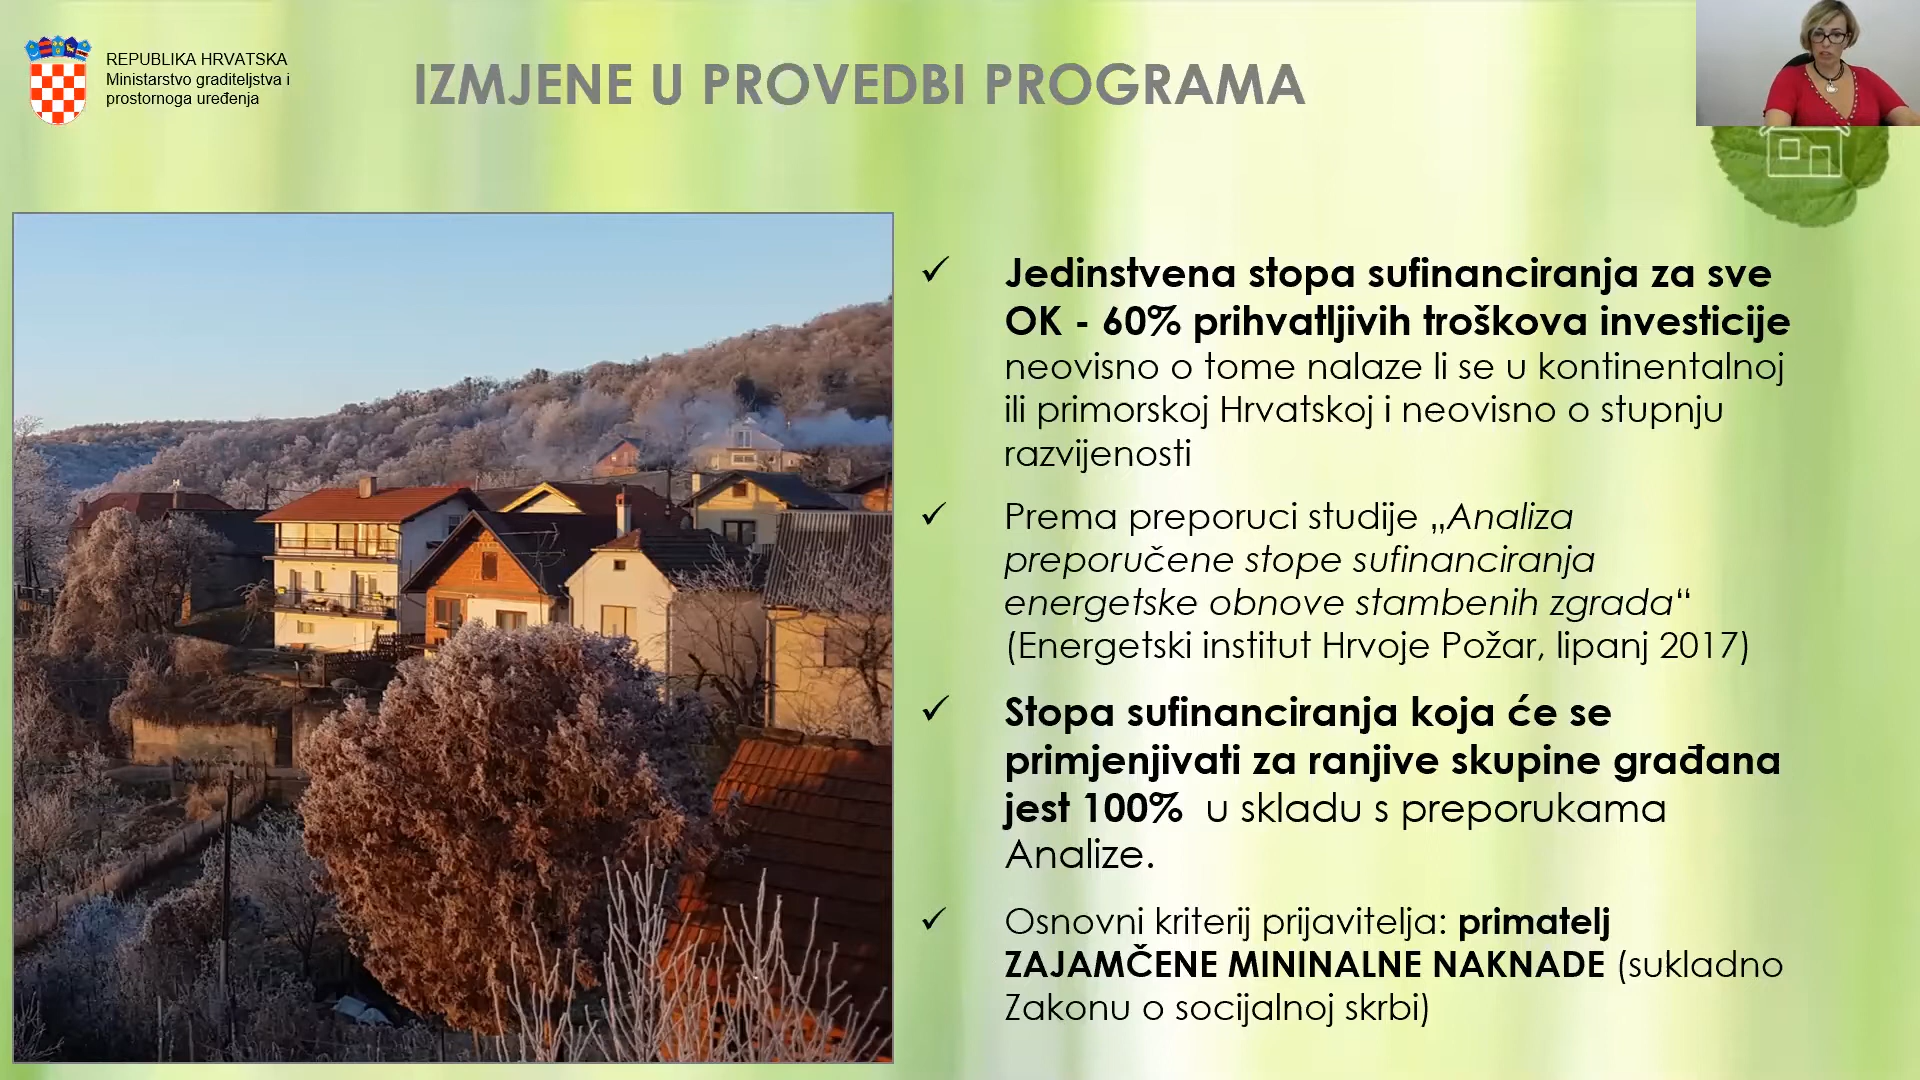 REPUBLIKA HRVATSKA
Ministarstvo graditeljstva i
prostornoga uređenja
IZMJENE U PROVEDBI PROGRAMA
✓ Jedinstvena stopa sufinanciranja za sve
OK - 60% prihvatljivih troškova investicije
neovisno o tome nalaze li se u kontinentalnoj
ili primorskoj Hrvatskoj i neovisno o stupnju
razvijenosti
✓ Prema preporuci studije „Analiza
preporučene stope sufinanciranja
energetske obnove stambenih zgrada“
(Energetski institut Hrvoje Požar, lipanj 2017)
✓ Stopa sufinanciranja koja će se
primjenjivati za ranjive skupine građana
jest 100% u skladu s preporukama
Analize.
✓ Osnovni kriterij prijavitelja: primatelj
ZAJAMČENE MININALNE NAKNADE (sukladno
Zakonu o socijalnoj skrbi)